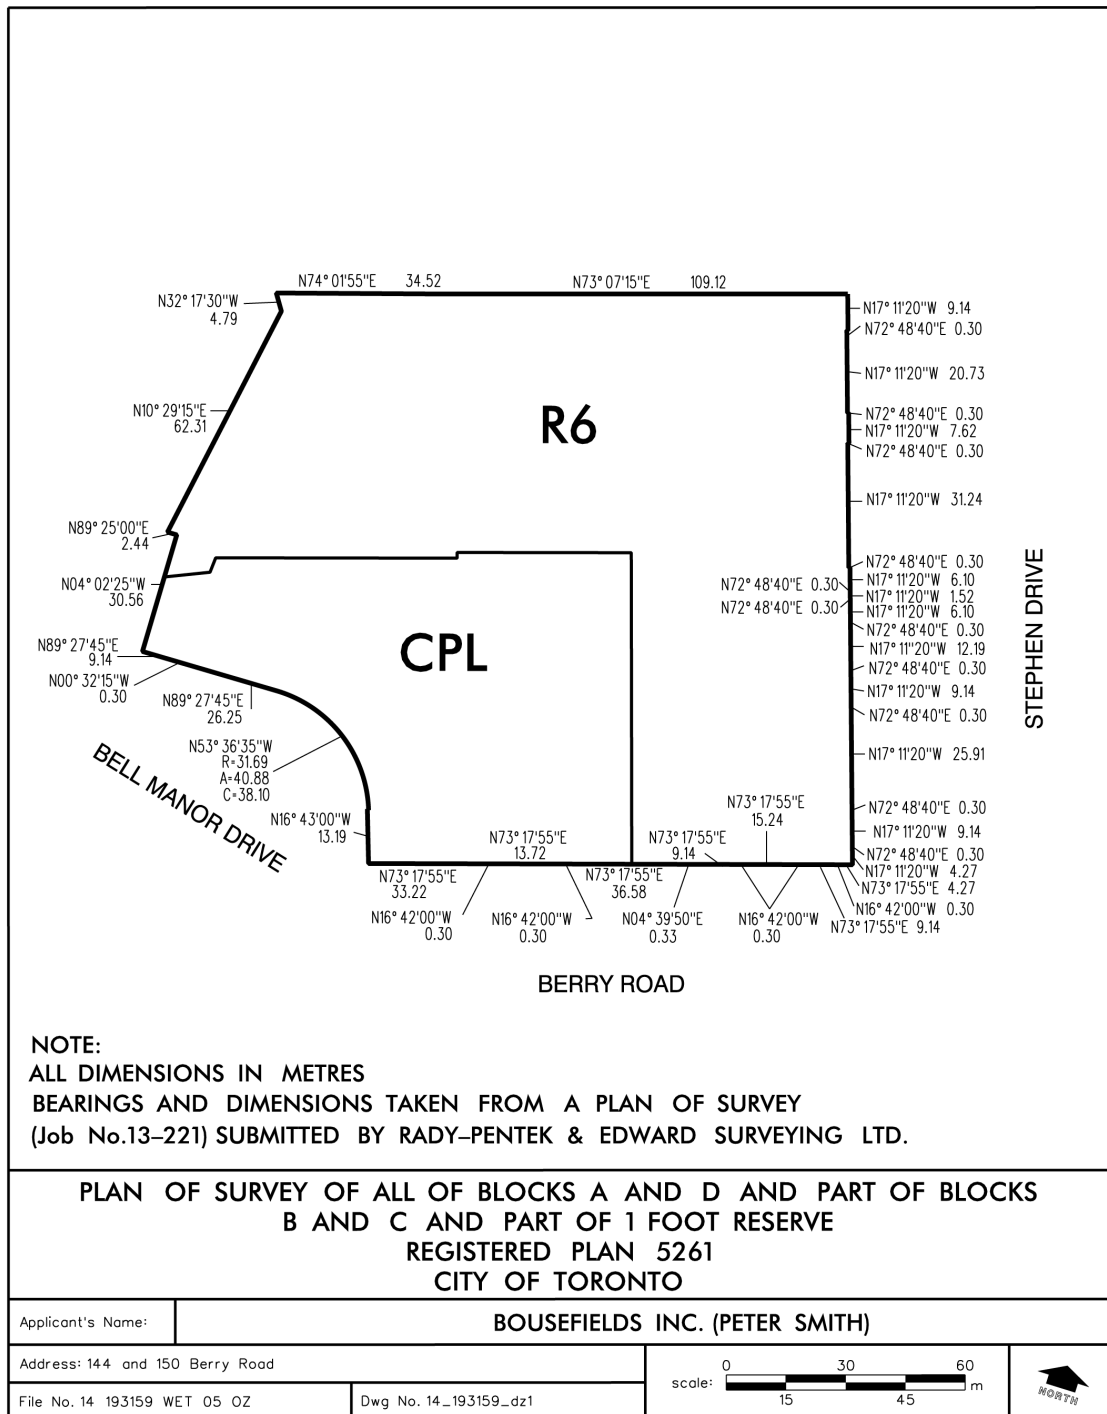 N74° 01'55"E 34.52 N73° 07'15"E 109.12
N32° 17'30"W
4.79
N17° 11'20"W 9.14
N72° 48'40"E 0.30
N17° 11'20"W 20.73
N10° 29'15"E
62.31
R6
N72° 48'40"E 0.30
N17° 11'20"W 7.62
N72° 48'40"E 0.30
N17° 11'20"W 31.24
N89° 25'00"E
2.44
N04° 02'25"W
30.56
N72° 48'40"E 0.30
N72° 48'40"E 0.30
N72° 48'40"E 0.30
N17° 11'20"W 6.10
N17° 11'20"W 1.52
N17° 11'20"W 6.10
N72° 48'40"E 0.30
N17° 11'20"W 12.19
N72° 48'40"E 0.30
N17° 11'20"W 9.14
N72° 48'40"E 0.30
N17° 11'20"W 25.91
STEPHEN DRIVE
CPL
N89° 27'45"E
9.14
N00° 32'15"W
0.30
N89° 27'45"E
26.25
N53° 36'35"W
R=31.69
A=40.88
C=38.10
BELL MANOR DRIVE
N16° 43'00"W
13.19
N73° 17'55"E
13.72
N73° 17'55"E
9.14
N73° 17'55"E
15.24
N72° 48'40"E 0.30
N17° 11'20"W 9.14
N72° 48'40"E 0.30
N17° 11'20"W 4.27
N73° 17'55"E 4.27
N16° 42'00"W 0.30
N73° 17'55"E 9.14
N73° 17'55"E
33.22
N73° 17'55"E
36.58
N16° 42'00"W
0.30
N16° 42'00"W
0.30
N04° 39'50"E
0.33
N16° 42'00"W
0.30
BERRY ROAD
NOTE:
ALL DIMENSIONS IN METRES
BEARINGS AND DIMENSIONS TAKEN FROM A PLAN OF SURVEY
(Job No.13–221) SUBMITTED BY RADY–PENTEK & EDWARD SURVEYING LTD.
PLAN OF SURVEY OF ALL OF BLOCKS A AND D AND PART OF BLOCKS
B AND C AND PART OF 1 FOOT RESERVE
REGISTERED PLAN 5261
CITY OF TORONTO
Applicant's Name: BOUSEFIELDS INC. (PETER SMITH)
Address: 144 and 150 Berry Road
File No. 14 193159 WET 05 OZ Dwg No. 14_193159_dz1
0 30 60
scale: m
15 45
NORTH